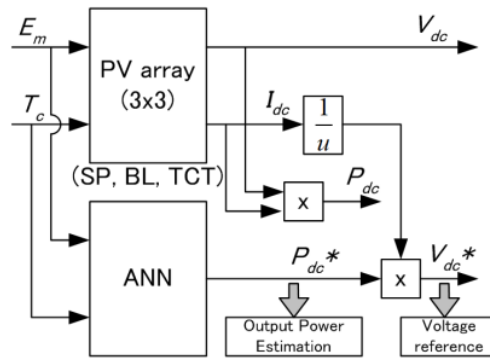 E_m
V_dc
PV array
(3x3)
T_c
I_dc
1
u
(SP, BL, TCT)
x
P_dc
ANN
P_dc*
x
V_dc*
Output Power
Estimation
Voltage
reference